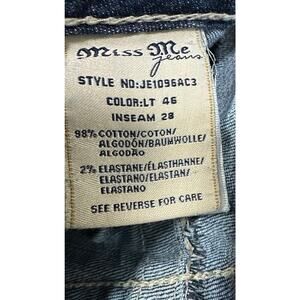 Miss Me
jeans
STYLE NO:JE1096AC3
COLOR:LT 46
INSEAM 28
98% COTTON/COTON/
ALGODÓN/BAUMWOLLE/
ALGODÃO
2% ELASTANE/ÉLASTHANNE/
ELASTANO/ELASTAN/
ELASTANO
SEE REVERSE FOR CARE